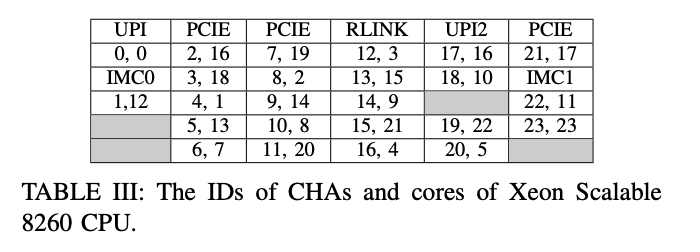 UPI PCIE PCIE RLINK UPI2 PCIE
0, 0 2, 16 7, 19 12, 3 17, 16 21, 17
IMC0 3, 18 8, 2 13, 15 18, 10 IMC1
1,12 4, 1 9, 14 14, 9 22, 11
5, 13 10, 8 15, 21 19, 22 23, 23
6, 7 11, 20 16, 4 20, 5
TABLE III: The IDs of CHAs and cores of Xeon Scalable
8260 CPU.